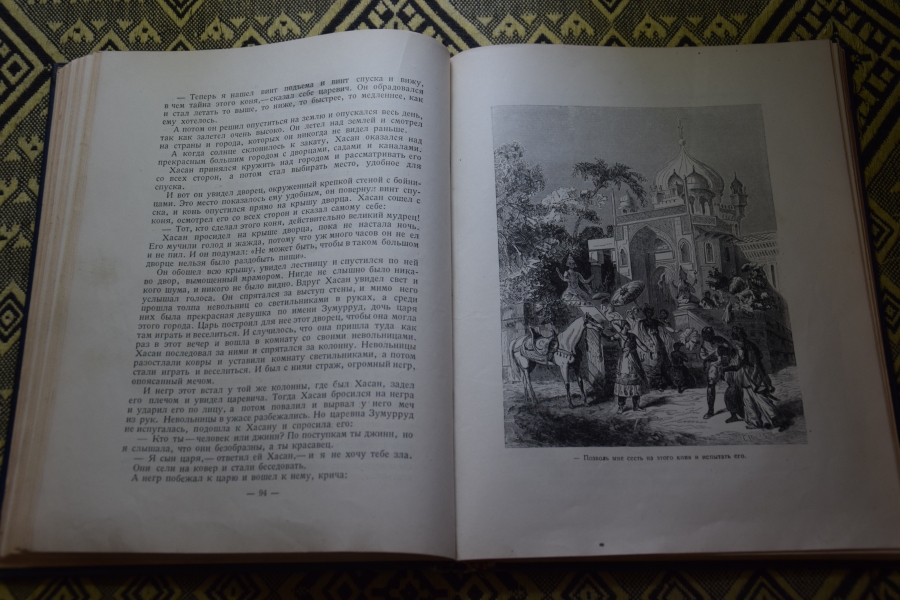 — Теперь я нашел винт подъема и винт спуска и вижу,
в чем тайна этого коня,—сказал себе царевич. Он обрадовался
и стал летать то выше, то ниже, то быстрее, то медленнее, как
ему хотелось.
А потом он решил опуститься на землю и опускался весь день,
так как залетел очень высоко. Он летел над землей и смотрел
на страны и города, которых он никогда не видел раньше.
А когда солнце склонилось к закату, Хасан оказался над
прекрасным большим городом с дворцами, садами и каналами.
Хасан принялся кружить над городом и рассматривать его
со всех сторон, а потом стал выбирать место, удобное для
спуска.
И вот он увидел дворец, окруженный крепкой стеной с бойни-
цами. Это место показалось ему удобным, он повернул винт спу-
ска, и конь опустился прямо на крышу дворца. Хасан сошел с
коня, осмотрел его со всех сторон и сказал самому себе:
— Тот, кто сделал этого коня, действительно великий мудрец!
Хасан просидел на крыше дворца, пока не настала ночь.
Его мучили голод и жажда, потому что уж много часов он не ел
и не пил. И он подумал: «Не может быть, чтобы в таком большом
дворце нельзя было раздобыть пищи».
Он обошел всю крышу, увидел лестницу и спустился по ней
во двор, вымощенный мрамором. Нигде не слышно было ника-
кого шума, и никого не было видно. Вдруг Хасан увидел свет и
услышал голоса. Он спрятался за выступ стены, и мимо него
прошла толпа невольниц со светильниками в руках, а среди
них была прекрасная девушка по имени Зумурруд, дочь царя
этого города. Царь построил для нее этот дворец, чтобы она могла
там играть и веселиться. И случилось, что она пришла туда как
раз в этот вечер и вошла в комнату со своими невольницами.
Хасан последовал за ними и спрятался за колонну. Невольницы
разостлали ковры и уставили комнату светильниками, а потом
стали играть и веселиться. И был с ними страж, огромный негр,
опоясанный мечом.
И негр этот встал у той же колонны, где был Хасан, задел
его плечом и увидел царевича. Тогда Хасан бросился на негра
и ударил его по лицу, а потом повалил и вырвал у него меч
из рук. Невольницы в ужасе разбежались. Но царевна Зумурруд
не испугалась, подошла к Хасану и спросила его:
— Кто ты—человек или джинн? По поступкам ты джинн, но
я слышала, что они безобразны, а ты красавец.
— Я сын царя,— ответил ей Хасан,—и я не хочу тебе зла.
Они сели на ковер и стали беседовать.
А негр побежал к царю и вошел к нему, крича:
— 94 —
— Позволь мне сесть на этого коня и испытать его.